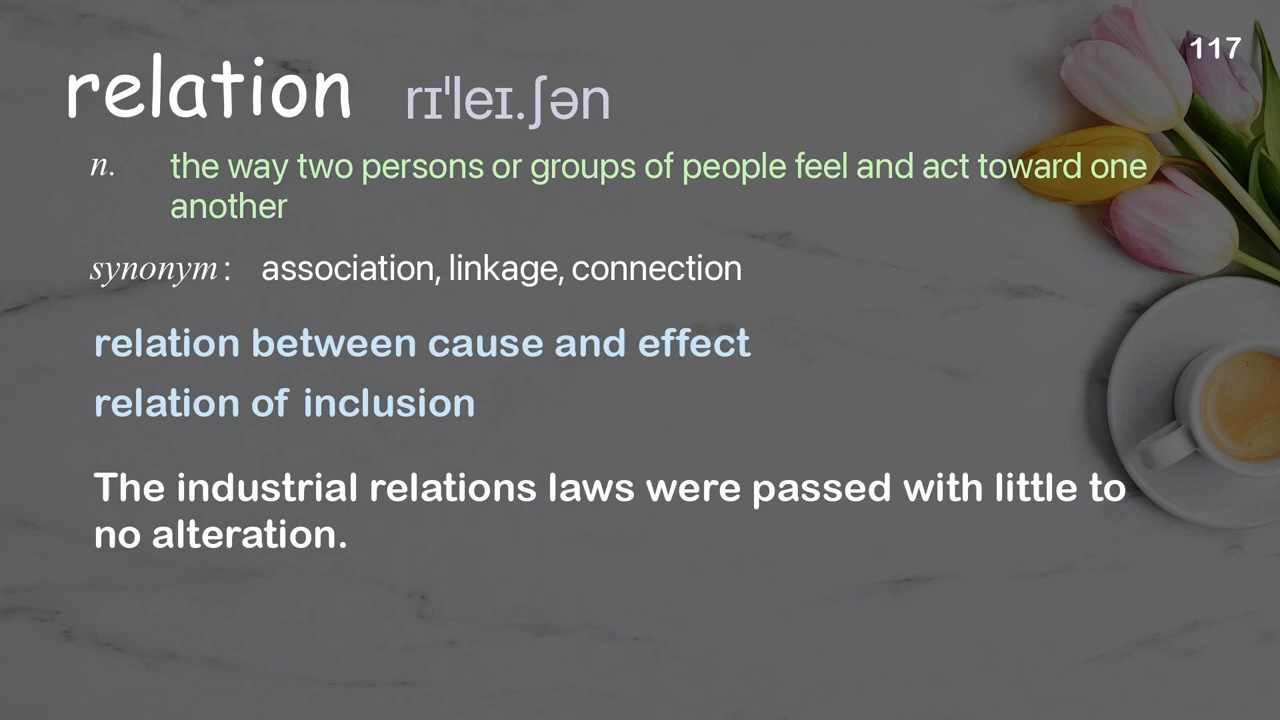 117
relation rɪˈleɪ.ʃən
n. the way two persons or groups of people feel and act toward one
another
synonym: association, linkage, connection
relation between cause and effect
relation of inclusion
The industrial relations laws were passed with little to
no alteration.